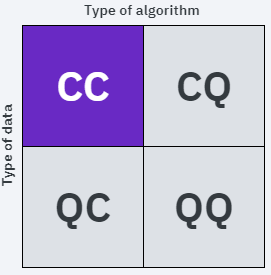 Type of algorithm
Type of data
CC
CQ
QC
QQ